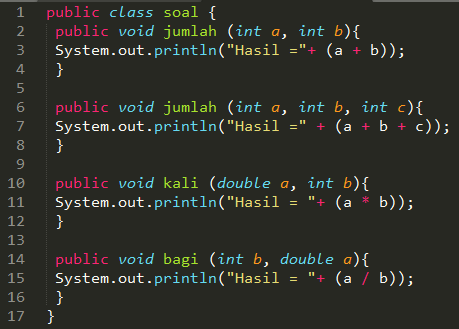 1 public class soal {
2 public void jumlah (int a, int b){
3 System.out.println("Hasil ="+ (a + b));
4 }
5
6 public void jumlah (int a, int b, int c){
7 System.out.println("Hasil =" + (a + b + c));
8 }
9
10 public void kali (double a, int b){
11 System.out.println("Hasil = "+ (a * b));
12 }
13
14 public void bagi (int b, double a){
15 System.out.println("Hasil = "+ (a / b));
16 }
17 }